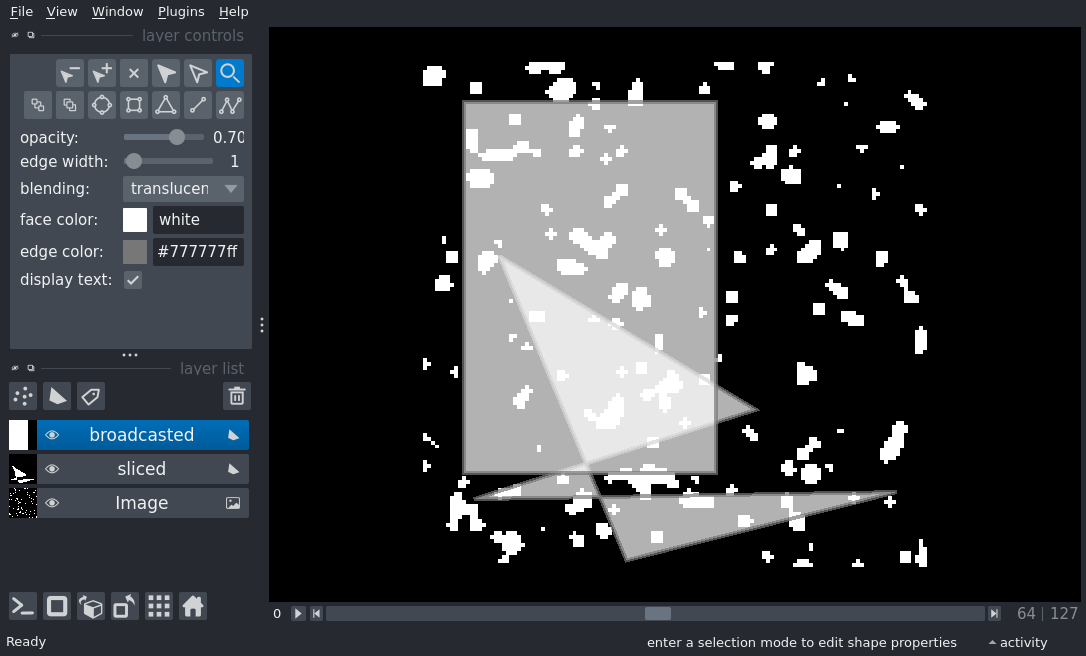 File View Window Plugins Help
layer controls
opacity: 0.70
edge width: 1
blending: translucen
face color: white
edge color: #777777ff
display text:
layer list
broadcasted
sliced
Image
0 64 | 127
Ready enter a selection mode to edit shape properties activity